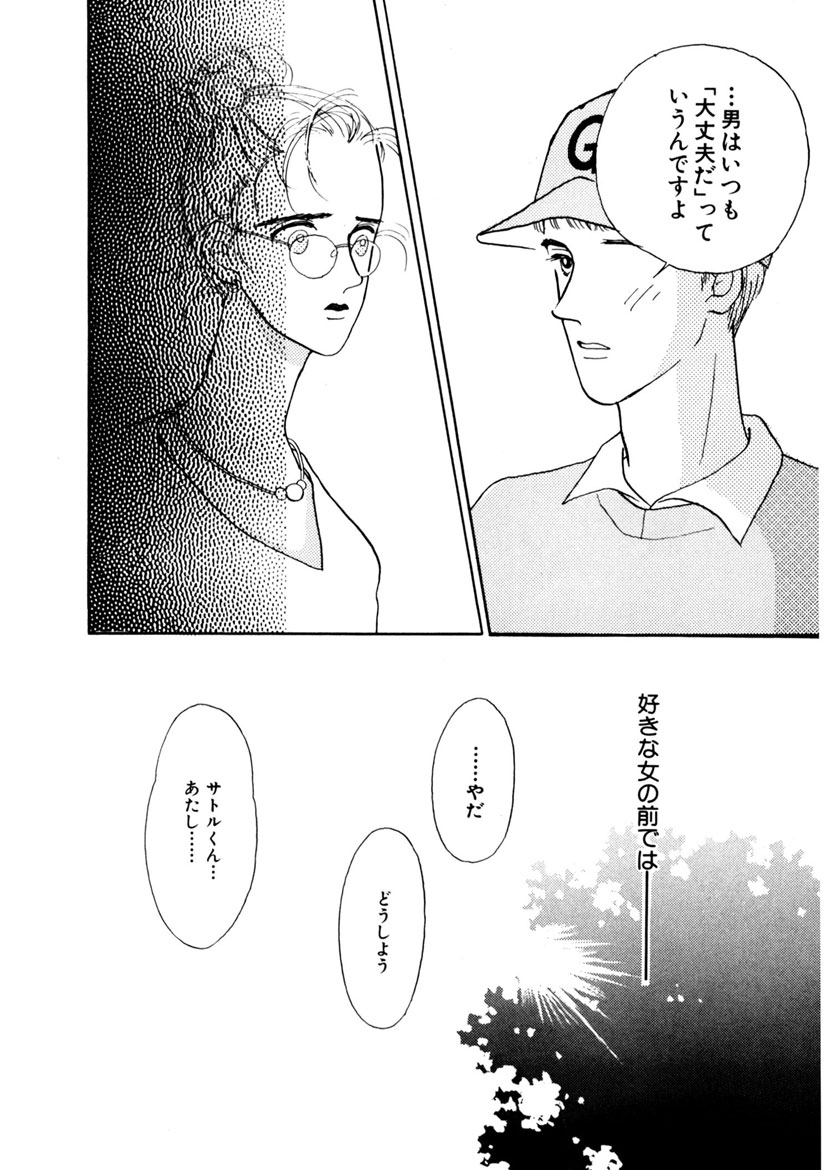 …男はいつも
「大丈夫だ」って
いうんですよ
G
好きな女の前では――
……やだ
どうしよう
サトルくん…
あたし……